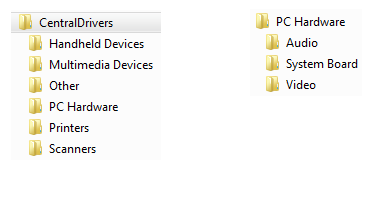 CentralDrivers
Handheld Devices
Multimedia Devices
Other
PC Hardware
Printers
Scanners
PC Hardware
Audio
System Board
Video